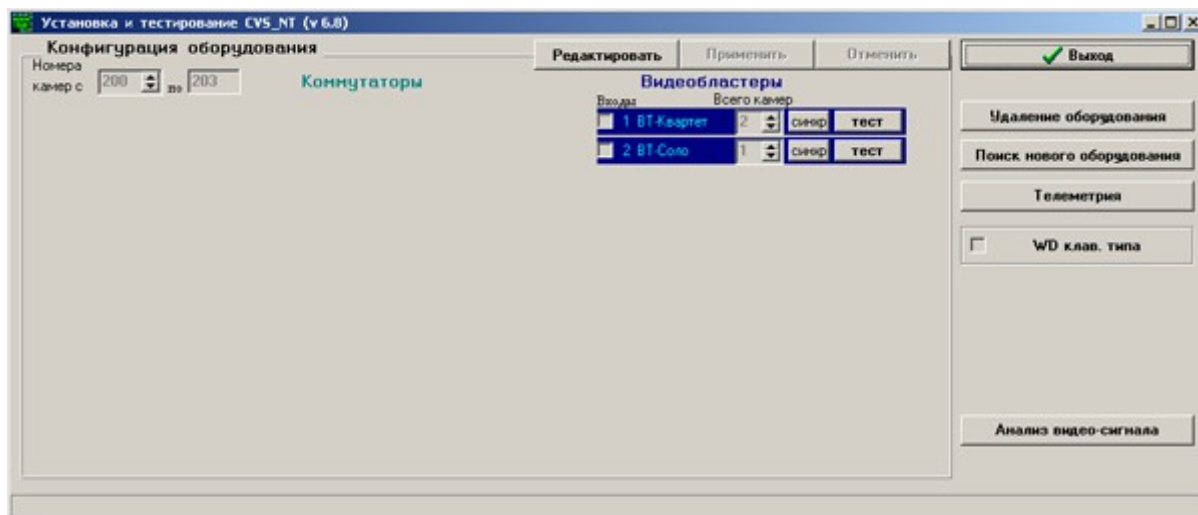 Установка и тестирование CVS_NT (v 6.8)
Конфигурация оборудования
Редактировать Применить Отменить
Выход
Номера
камер с 200 по 203
Коммутаторы
Видеобластеры
Входы Всего камер
1 BT-Квартет 2 синхр тест
2 BT-Соло 1 синхр тест
Удаление оборудования
Поиск нового оборудования
Телеметрия
WD клав. типа
Анализ видео-сигнала